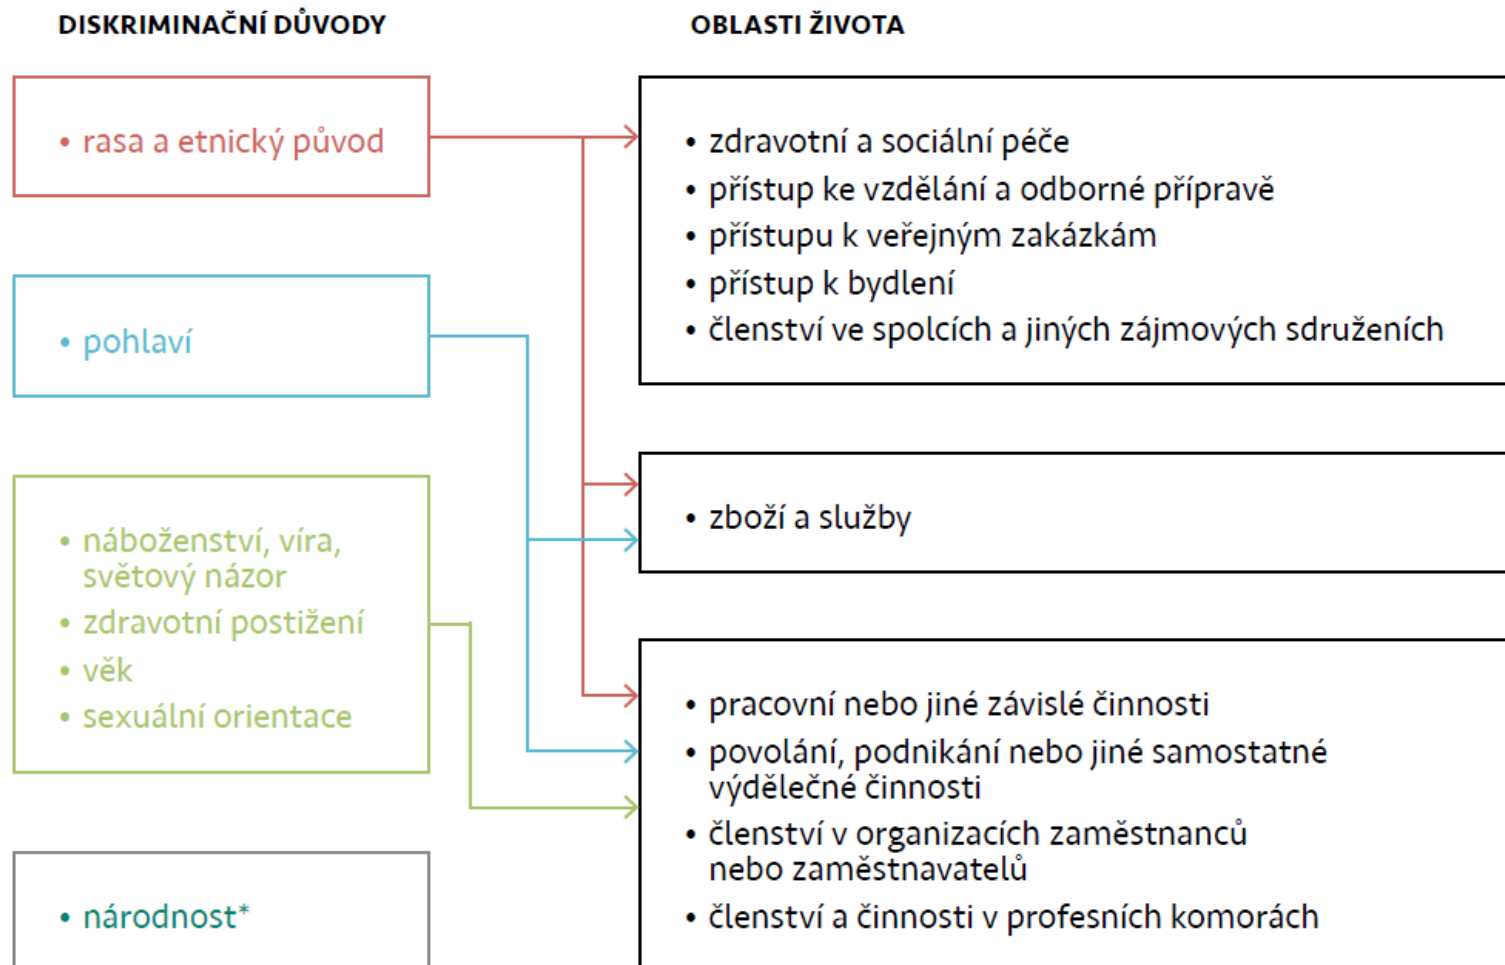 DISKRIMINAČNÍ DŮVODY
• rasa a etnický původ
• pohlaví
• náboženství, víra,
světový názor
• zdravotní postižení
• věk
• sexuální orientace
• národnost*
OBLASTI ŽIVOTA
• zdravotní a sociální péče
• přístup ke vzdělání a odborné přípravě
• přístupu k veřejným zakázkám
• přístup k bydlení
• členství ve spolcích a jiných zájmových sdruženích
• zboží a služby
• pracovní nebo jiné závislé činnosti
• povolání, podnikání nebo jiné samostatné
výdělečné činnosti
• členství v organizacích zaměstnanců
nebo zaměstnavatelů
• členství a činnosti v profesních komorách